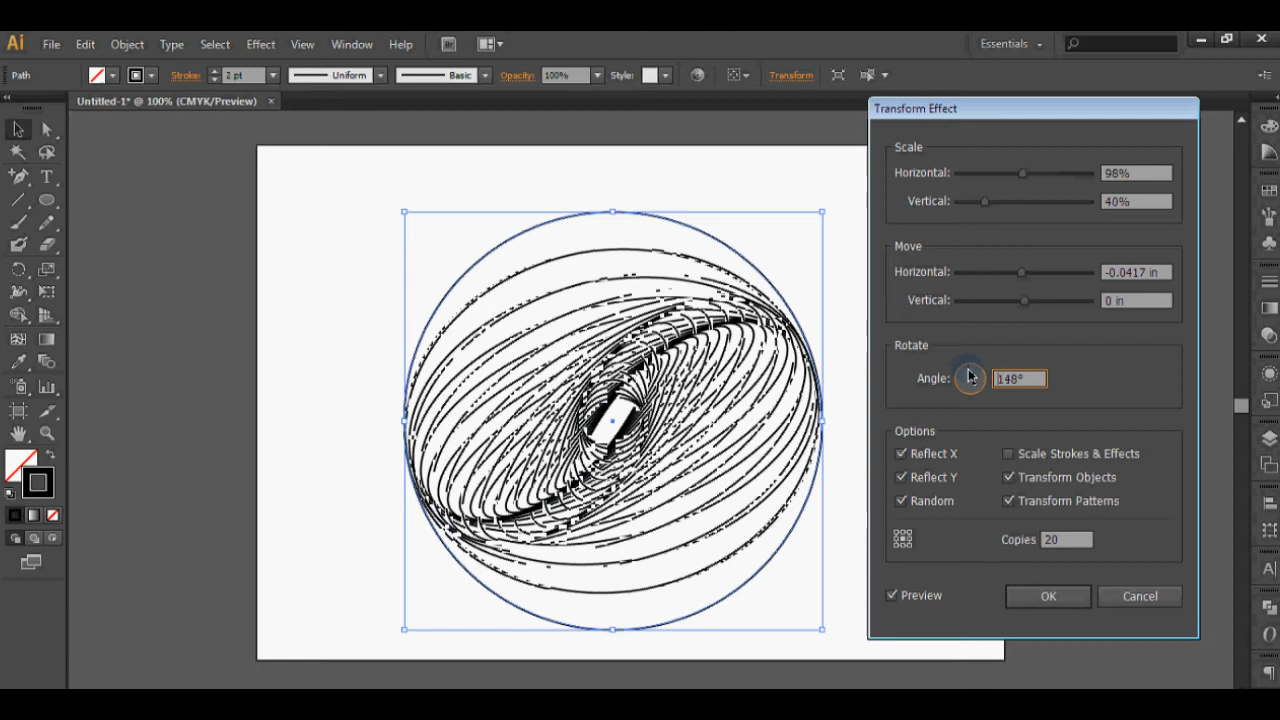 Ai File Edit Object Type Select Effect View Window Help Br Essentials
Path Stroke: 2 pt Uniform Basic Opacity: 100% Style: Transform
Untitled-1* @ 100% (CMYK/Preview) ×
Transform Effect
Scale
Horizontal: 98%
Vertical: 40%
Move
Horizontal: -0.0417 in
Vertical: 0 in
Rotate
Angle: 148°
Options
Reflect X Scale Strokes & Effects
Reflect Y Transform Objects
Random Transform Patterns
Copies 20
Preview OK Cancel